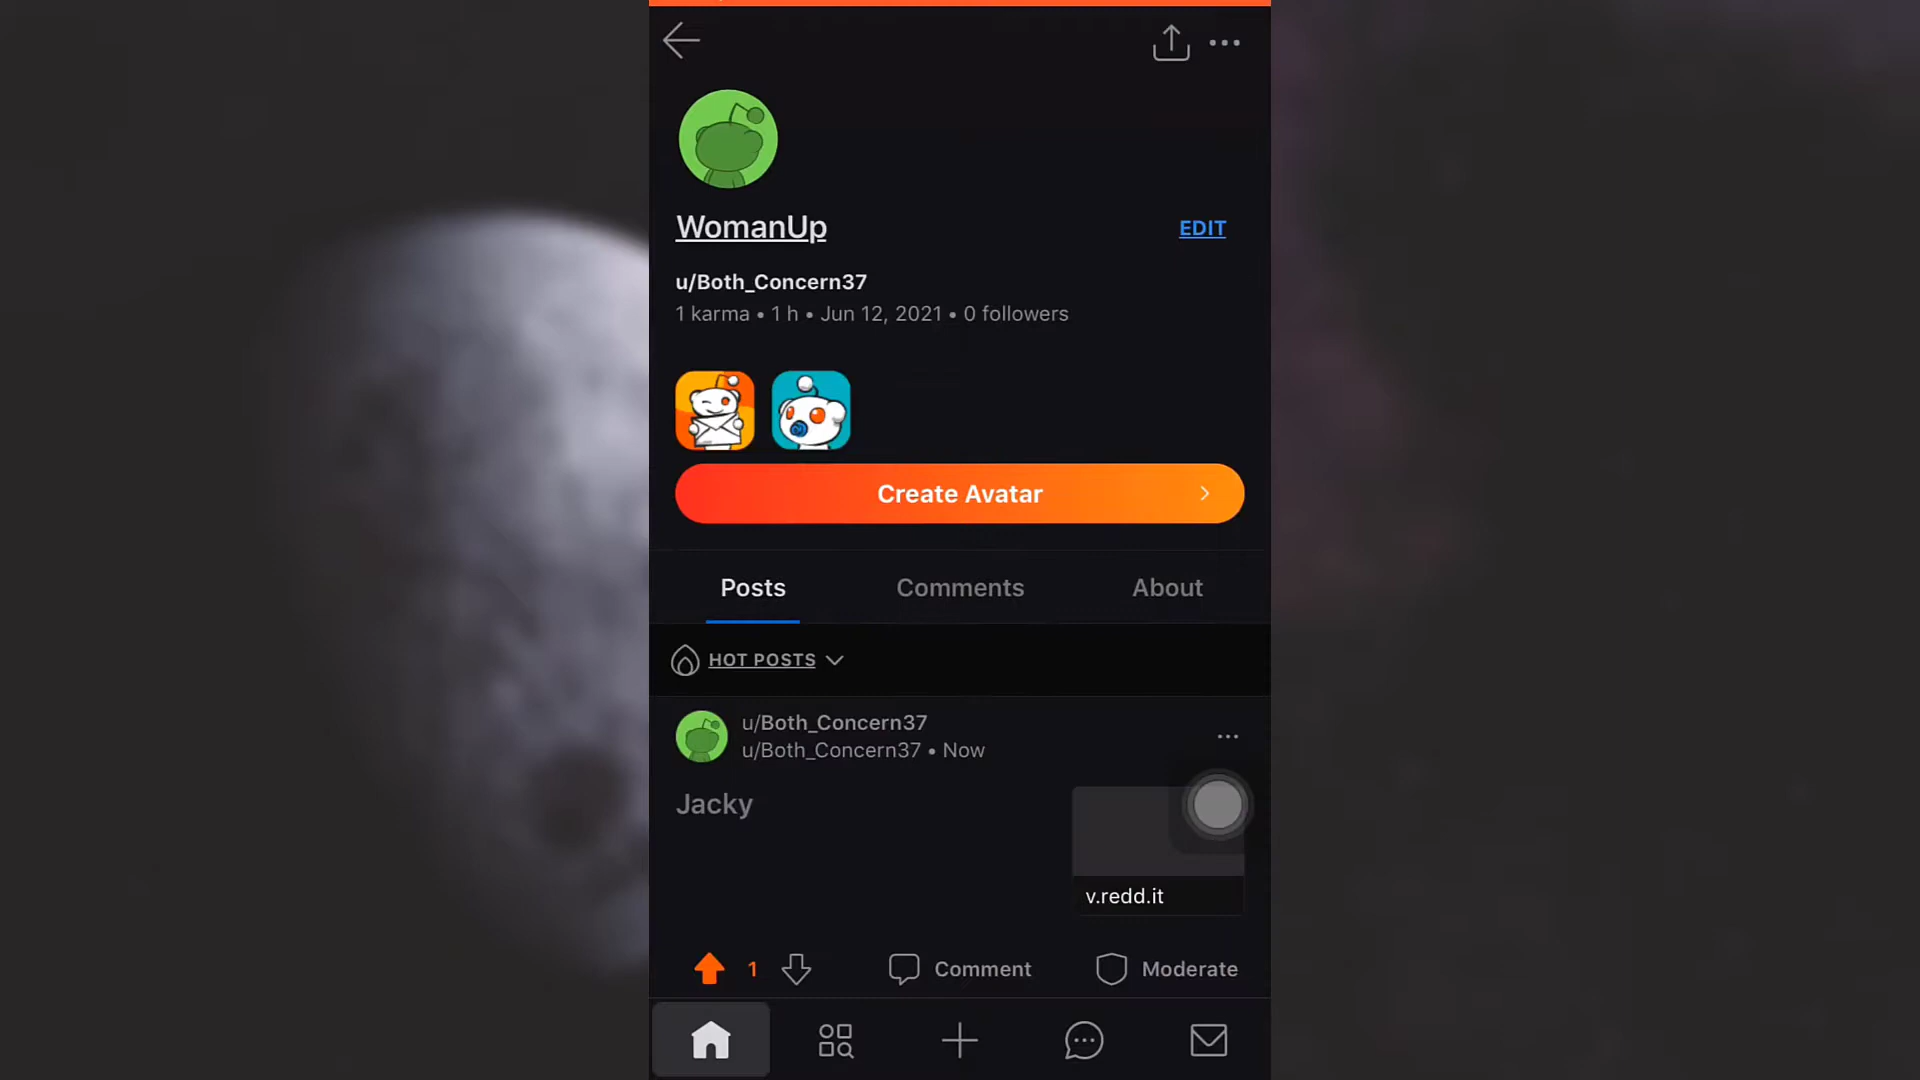 WomanUp
EDIT
u/Both_Concern37
1 karma • 1 h • Jun 12, 2021 • 0 followers
Create Avatar
Posts Comments About
HOT POSTS
u/Both_Concern37
u/Both_Concern37 • Now
Jacky
v.redd.it
1 Comment Moderate